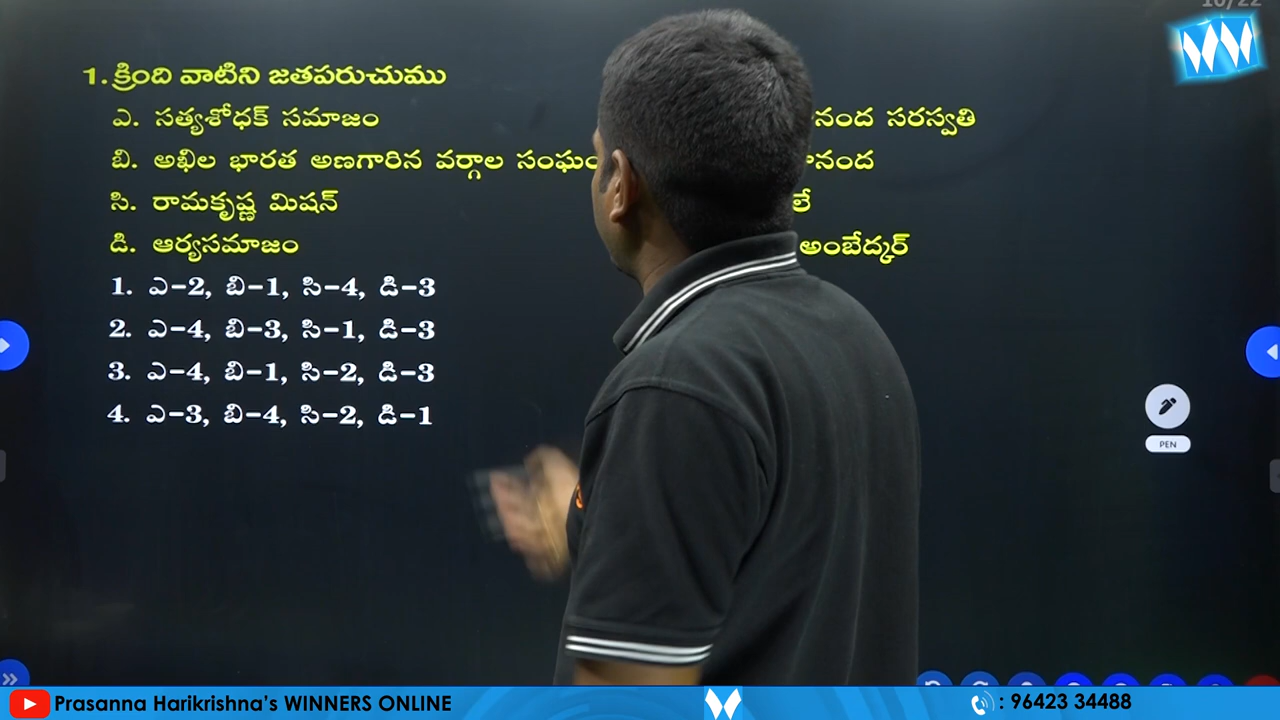 10/22
1. క్రింది వాటిని జతపరుచుము
ఎ. సత్యశోధక్ సమాజం సరస్వతి
బి. అఖిల భారత అణగారిన వర్గాల సంఘం
సి. రామకృష్ణ మిషన్
డి. ఆర్యసమాజం అంబేద్కర్
1. ఎ-2, బి-1, సి-4, డి-3
2. ఎ-4, బి-3, సి-1, డి-3
3. ఎ-4, బి-1, సి-2, డి-3
4. ఎ-3, బి-4, సి-2, డి-1
PEN
Prasanna Harikrishna's WINNERS ONLINE : 96423 34488